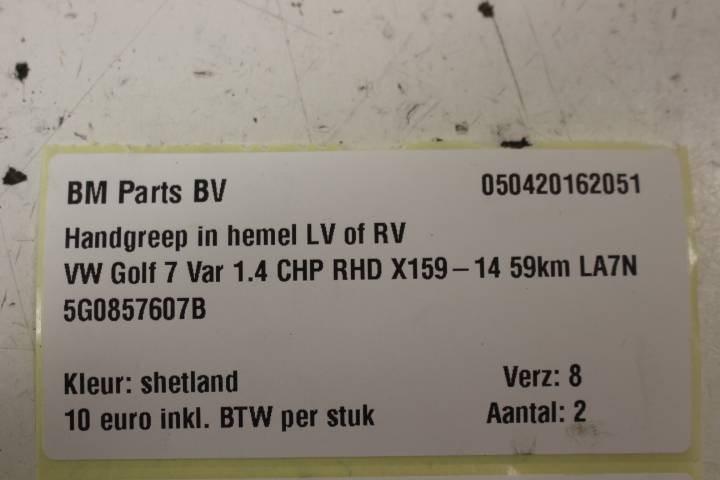 BM Parts BV 050420162051
Handgreep in hemel LV of RV
VW Golf 7 Var 1.4 CHP RHD X159-14 59km LA7N
5G0857607B
Kleur: shetland Verz: 8
10 euro inkl. BTW per stuk Aantal: 2